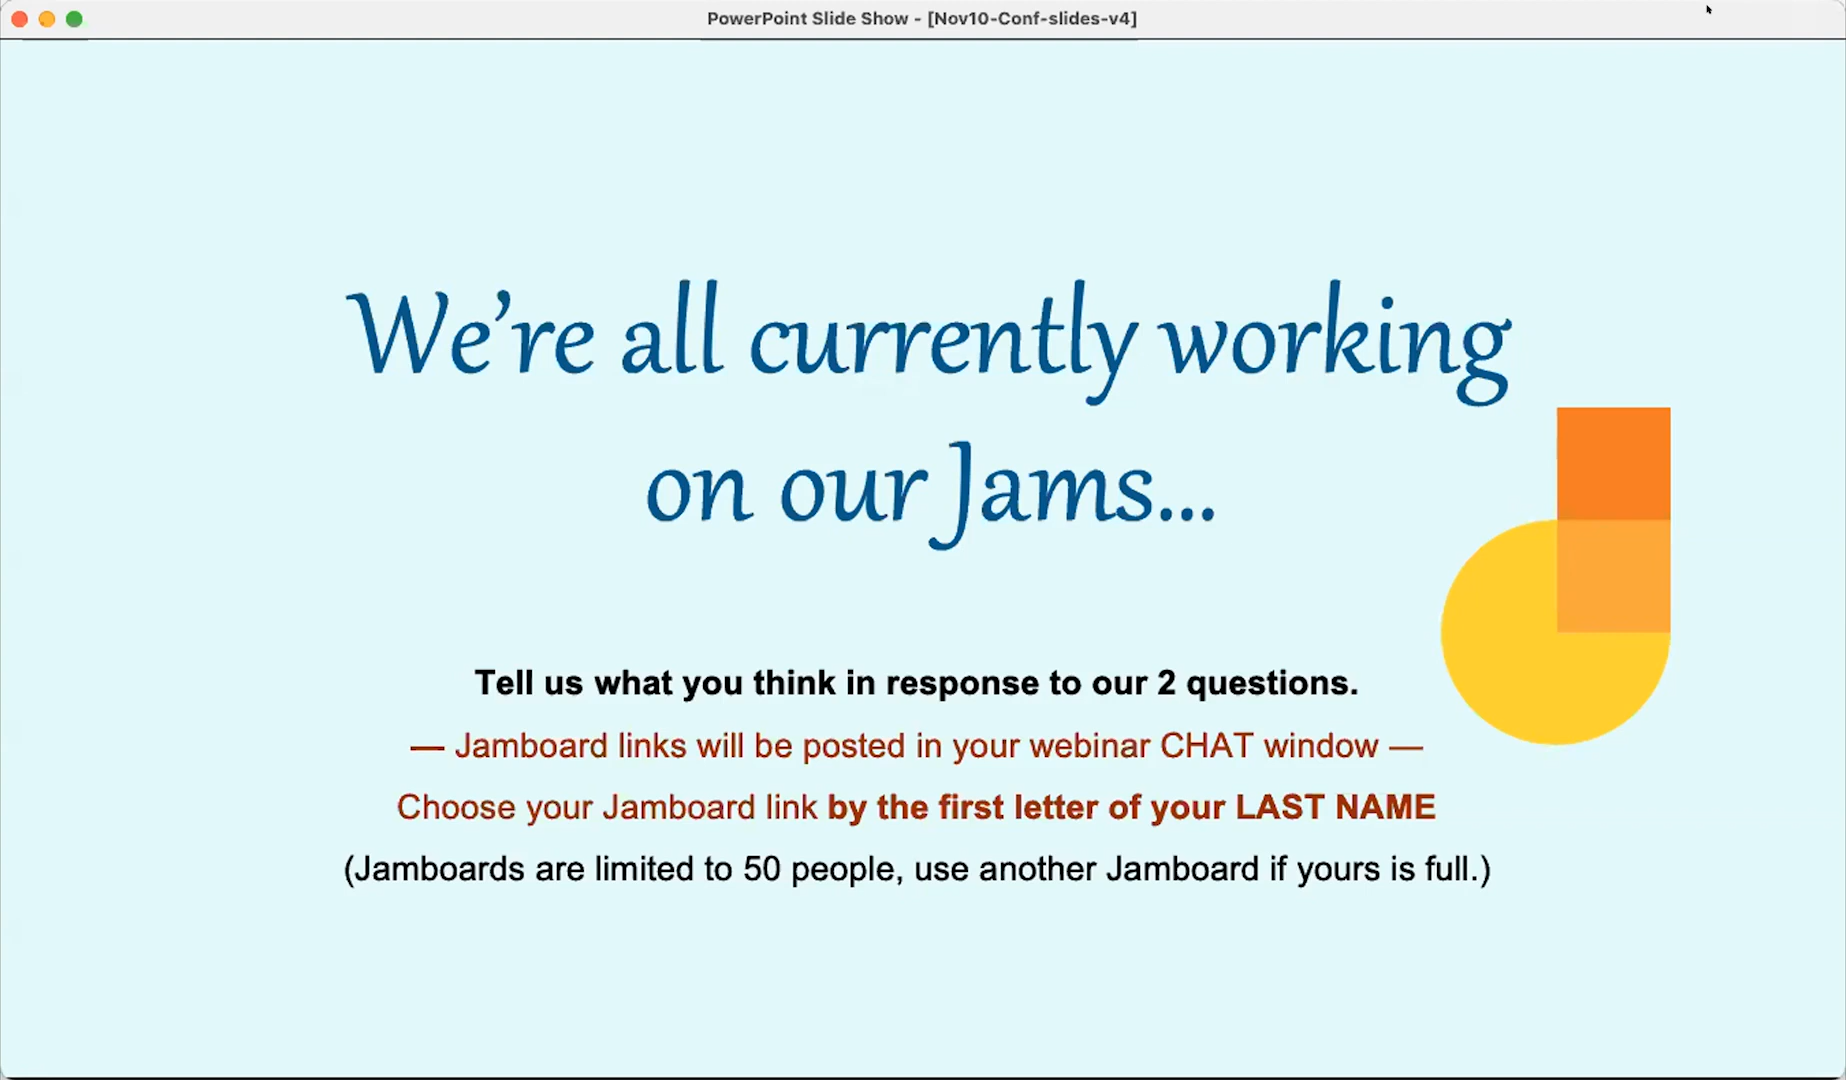 PowerPoint Slide Show - [Nov10-Conf-slides-v4]
We’re all currently working
on our Jams...
Tell us what you think in response to our 2 questions.
— Jamboard links will be posted in your webinar CHAT window —
Choose your Jamboard link by the first letter of your LAST NAME
(Jamboards are limited to 50 people, use another Jamboard if yours is full.)